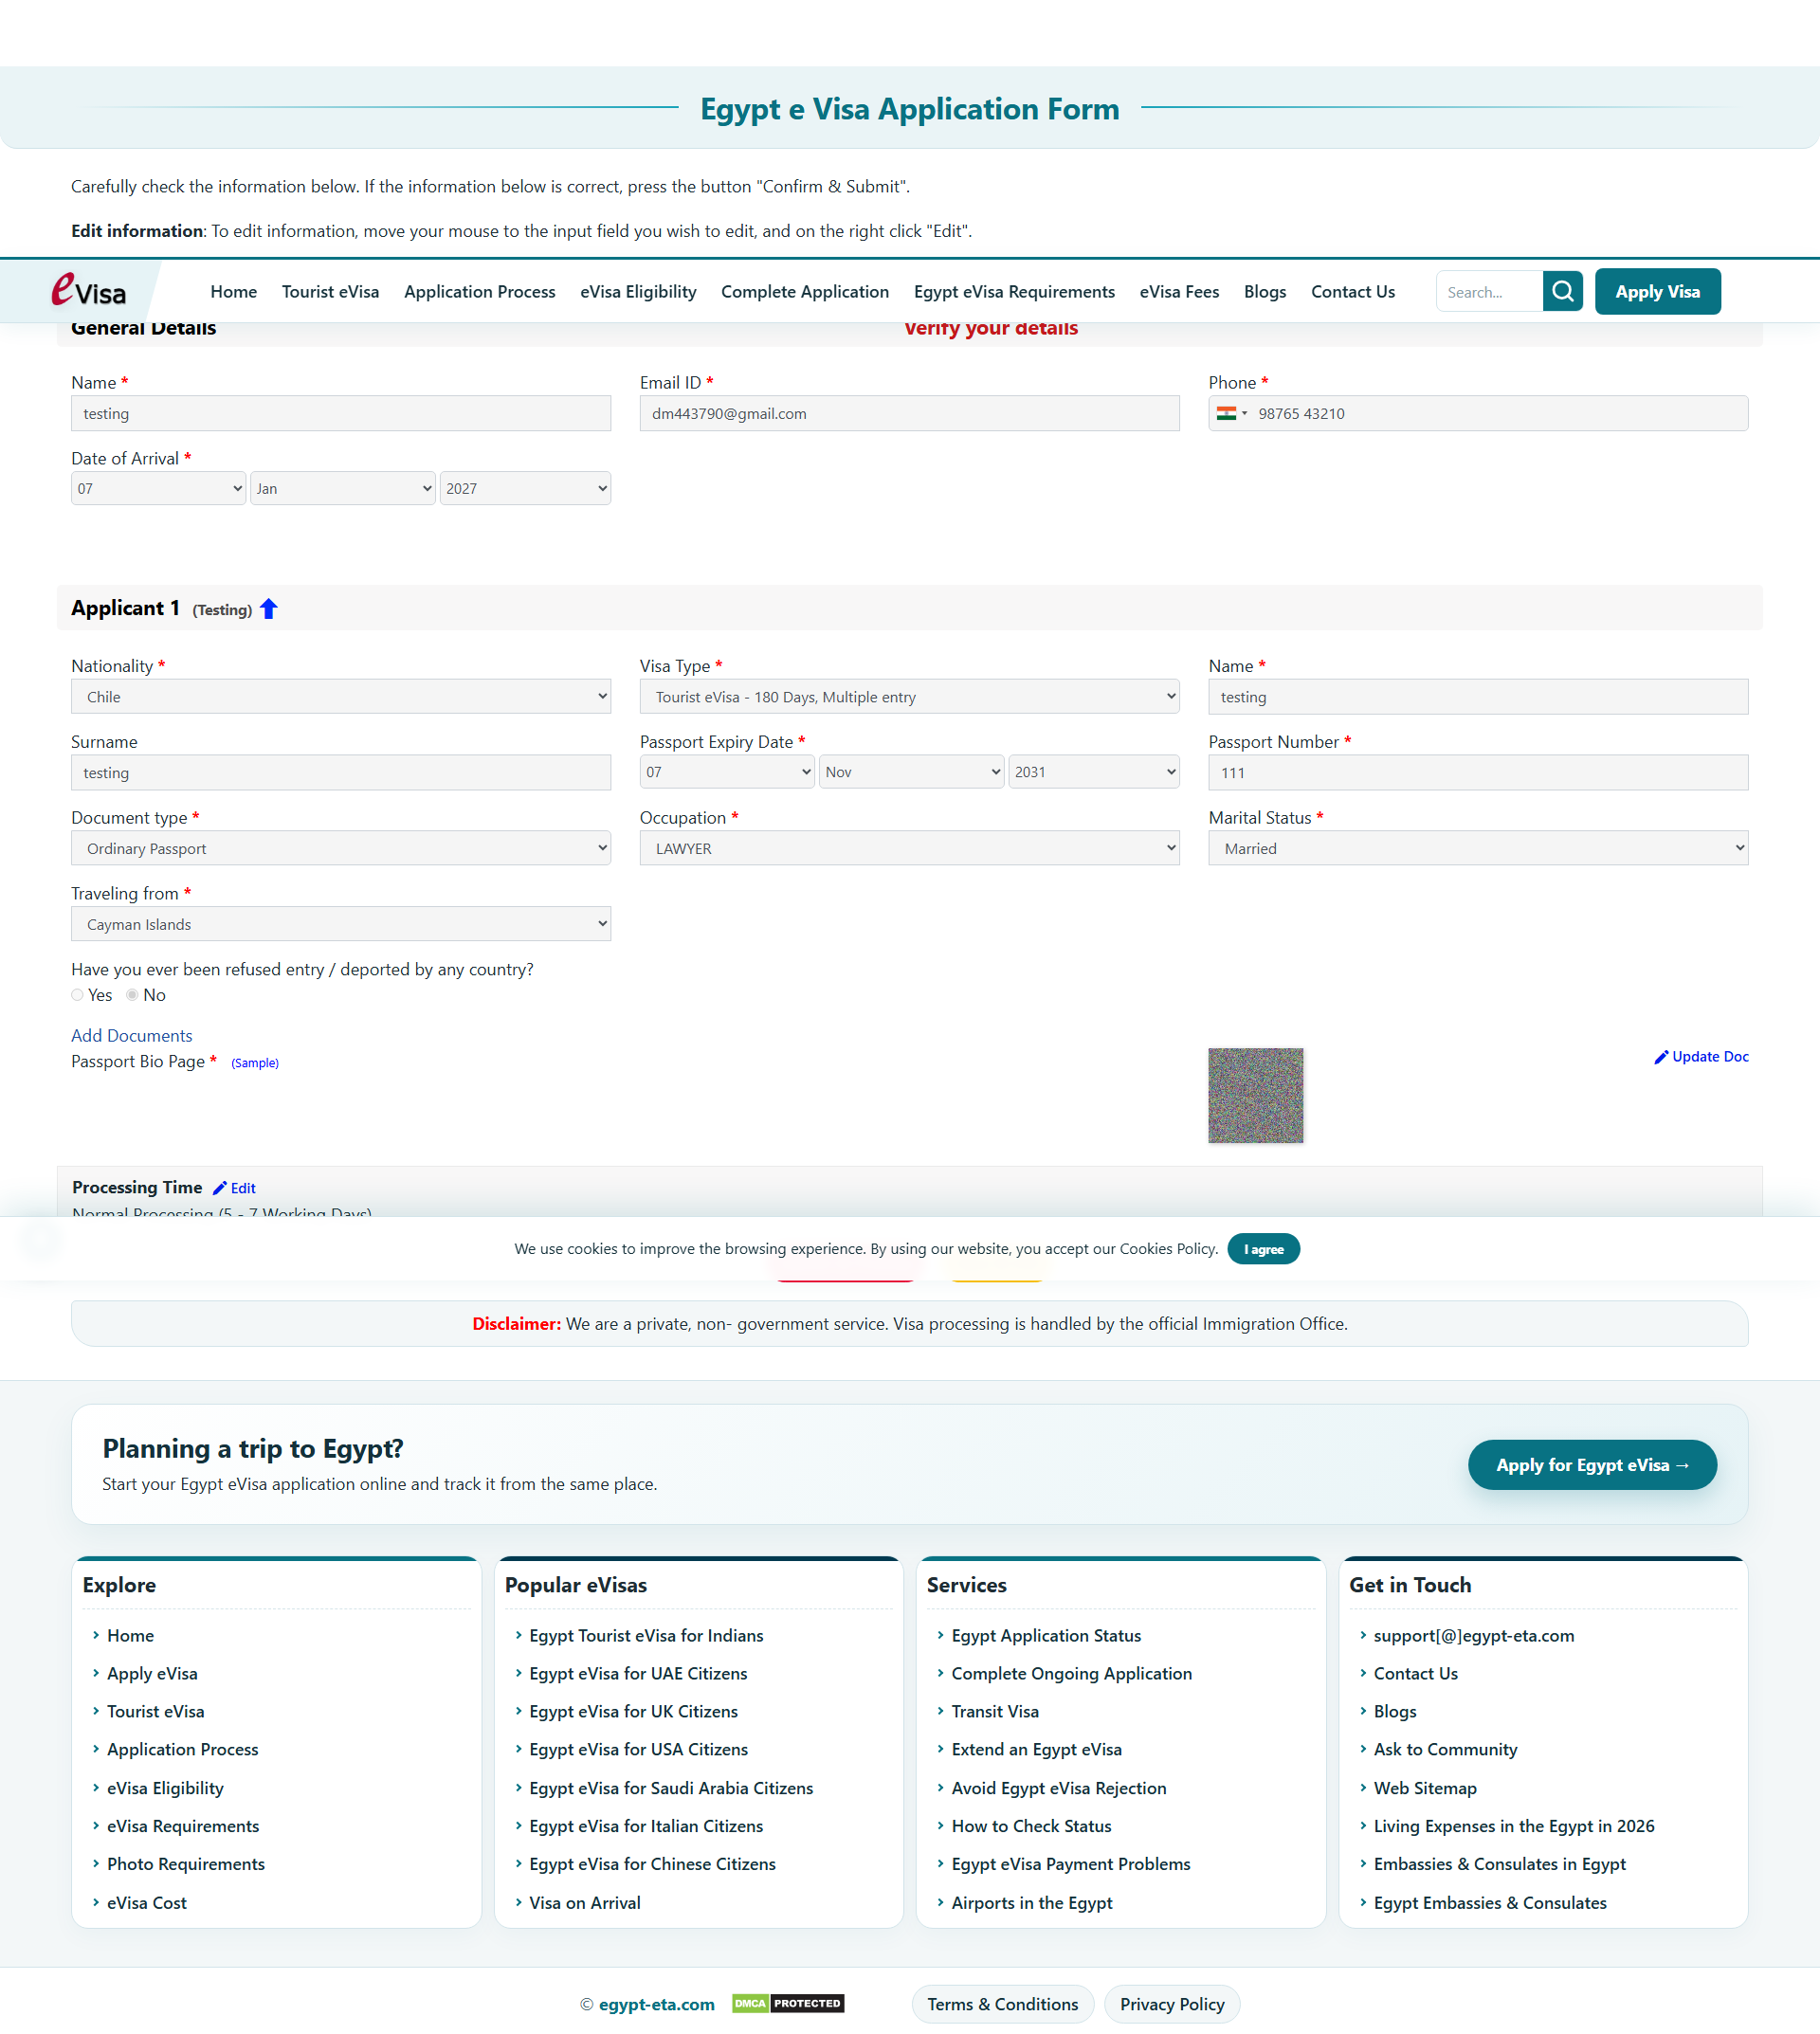 Egypt e Visa Application Form
Carefully check the information below. If the information below is correct, press the button "Confirm & Submit".
Edit information: To edit information, move your mouse to the input field you wish to edit, and on the right click "Edit".
eVisa
Home
Tourist eVisa
Application Process
eVisa Eligibility
Complete Application
Egypt eVisa Requirements
eVisa Fees
Blogs
Contact Us
Search...
Apply Visa
General Details
Verify your details
Name *
Email ID *
Phone *
testing
dm443790@gmail.com
98765 43210
Date of Arrival *
07
Jan
2027
Applicant 1 (Testing)
Nationality *
Visa Type *
Name *
Chile
Tourist eVisa - 180 Days, Multiple entry
testing
Surname
Passport Expiry Date *
Passport Number *
testing
07
Nov
2031
111
Document type *
Occupation *
Marital Status *
Ordinary Passport
LAWYER
Married
Traveling from *
Cayman Islands
Have you ever been refused entry / deported by any country?
Yes
No
Add Documents
Passport Bio Page * (Sample)
Update Doc
Processing Time Edit
Normal Processing (5 - 7 Working Days)
We use cookies to improve the browsing experience. By using our website, you accept our Cookies Policy.
I agree
Disclaimer: We are a private, non- government service. Visa processing is handled by the official Immigration Office.
Planning a trip to Egypt?
Start your Egypt eVisa application online and track it from the same place.
Apply for Egypt eVisa →
Explore
Home
Apply eVisa
Tourist eVisa
Application Process
eVisa Eligibility
eVisa Requirements
Photo Requirements
eVisa Cost
Popular eVisas
Egypt Tourist eVisa for Indians
Egypt eVisa for UAE Citizens
Egypt eVisa for UK Citizens
Egypt eVisa for USA Citizens
Egypt eVisa for Saudi Arabia Citizens
Egypt eVisa for Italian Citizens
Egypt eVisa for Chinese Citizens
Visa on Arrival
Services
Egypt Application Status
Complete Ongoing Application
Transit Visa
Extend an Egypt eVisa
Avoid Egypt eVisa Rejection
How to Check Status
Egypt eVisa Payment Problems
Airports in the Egypt
Get in Touch
support[@]egypt-eta.com
Contact Us
Blogs
Ask to Community
Web Sitemap
Living Expenses in the Egypt in 2026
Embassies & Consulates in Egypt
Egypt Embassies & Consulates
© egypt-eta.com
DMCA PROTECTED
Terms & Conditions
Privacy Policy